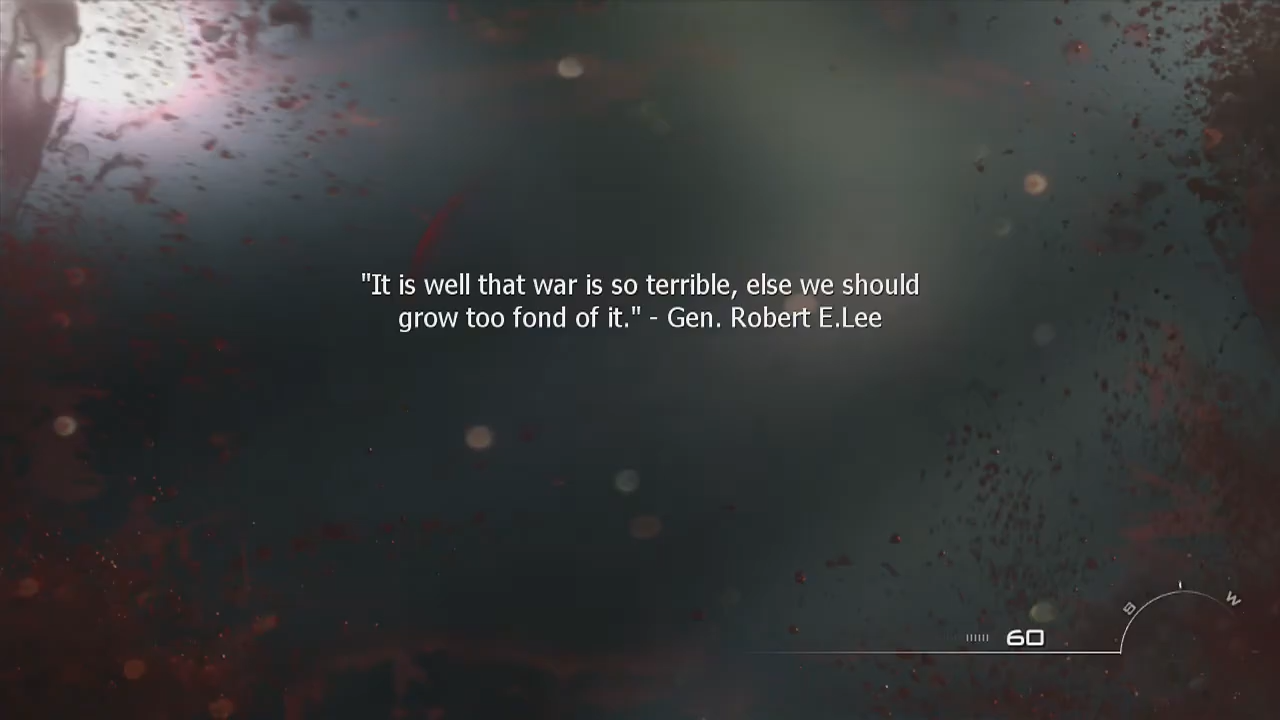 "It is well that war is so terrible, else we should
grow too fond of it." - Gen. Robert E.Lee
60
W